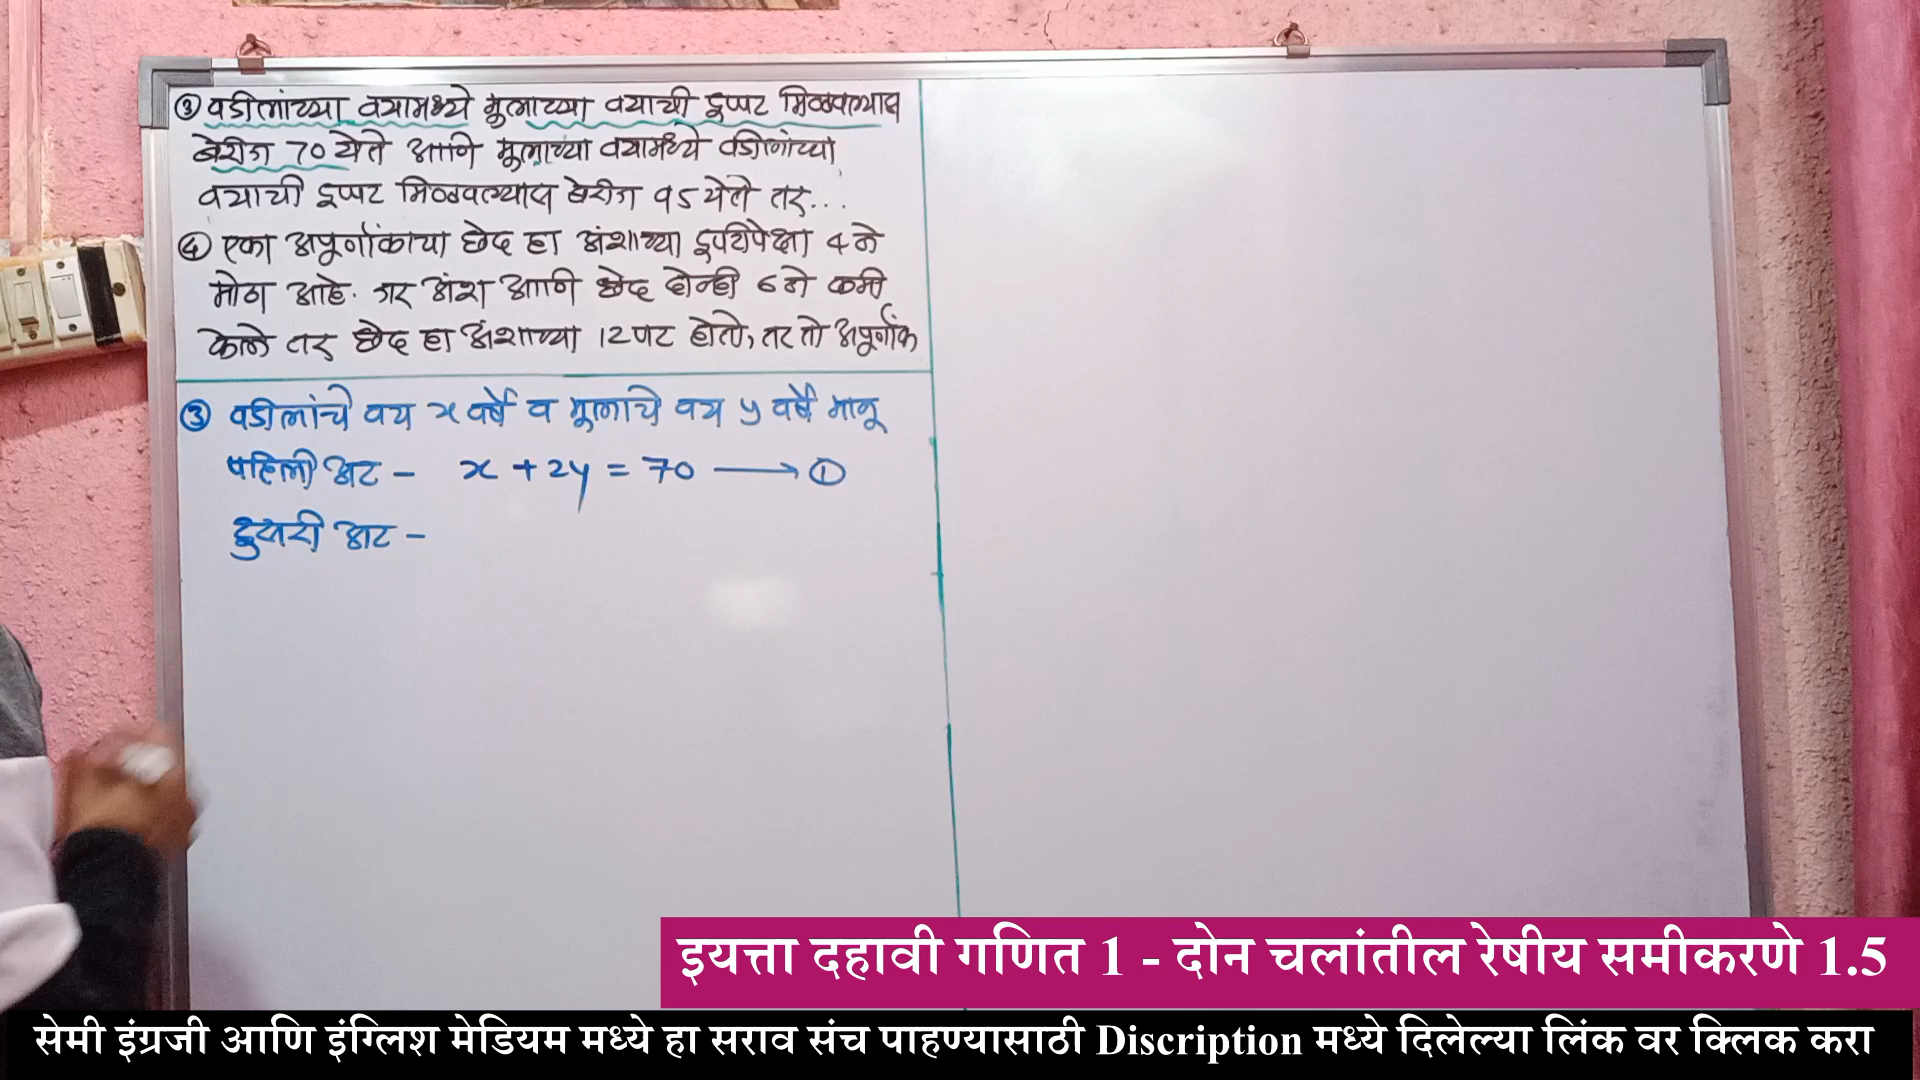 ③ वडीलांच्या वयामध्ये मुलाच्या वयाची दुप्पट मिळवल्यास
बेरीज 70 येते आणि मुलाच्या वयामध्ये वडीलांच्या
वयाची दुप्पट मिळवल्यास बेरीज 95 येते तर...
④ एका अपूर्णांकाचा छेद हा अंशाच्या दुपटीपेक्षा 4 ने
मोठा आहे. जर अंश आणि छेद दोन्ही 6 ने कमी
केले तर छेद हा अंशाच्या 12 पट होतो, तर तो अपूर्णांक
③ वडीलांचे वय x वर्षे व मुलाचे वय y वर्षे मानू
पहिली अट - x + 2y = 70 ⟶ ①
दुसरी अट -
इयत्ता दहावी गणित 1 - दोन चलांतील रेषीय समीकरणे 1.5
सेमी इंग्रजी आणि इंग्लिश मेडियम मध्ये हा सराव संच पाहण्यासाठी Discription मध्ये दिलेल्या लिंक वर क्लिक करा